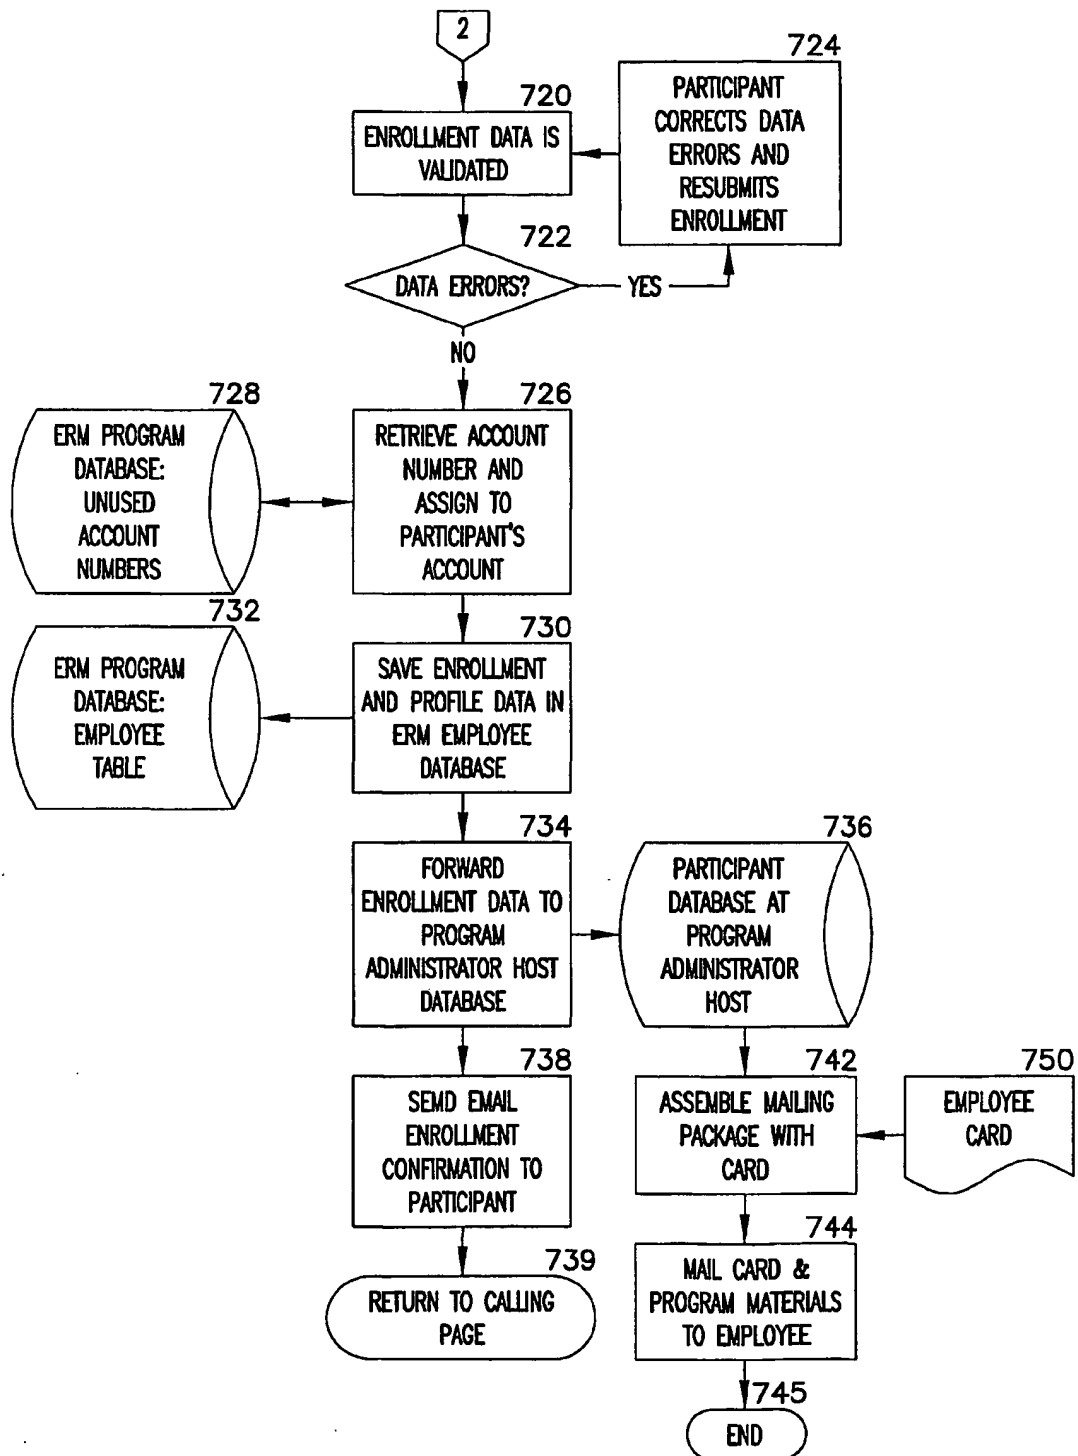 2
724
PARTICIPANT
CORRECTS DATA
ERRORS AND
RESUBMITS
ENROLLMENT
720
ENROLLMENT DATA IS
VALIDATED
722
DATA ERRORS?
YES
NO
728
ERM PROGRAM
DATABASE:
UNUSED
ACCOUNT
NUMBERS
726
RETRIEVE ACCOUNT
NUMBER AND
ASSIGN TO
PARTICIPANT'S
ACCOUNT
732
ERM PROGRAM
DATABASE:
EMPLOYEE
TABLE
730
SAVE ENROLLMENT
AND PROFILE DATA IN
ERM EMPLOYEE
DATABASE
734
FORWARD
ENROLLMENT DATA TO
PROGRAM
ADMINISTRATOR HOST
DATABASE
736
PARTICIPANT
DATABASE AT
PROGRAM
ADMINISTRATOR
HOST
738
SEMD EMAIL
ENROLLMENT
CONFIRMATION TO
PARTICIPANT
742
ASSEMBLE MAILING
PACKAGE WITH
CARD
750
EMPLOYEE
CARD
739
RETURN TO CALLING
PAGE
744
MAIL CARD &
PROGRAM MATERIALS
TO EMPLOYEE
745
END